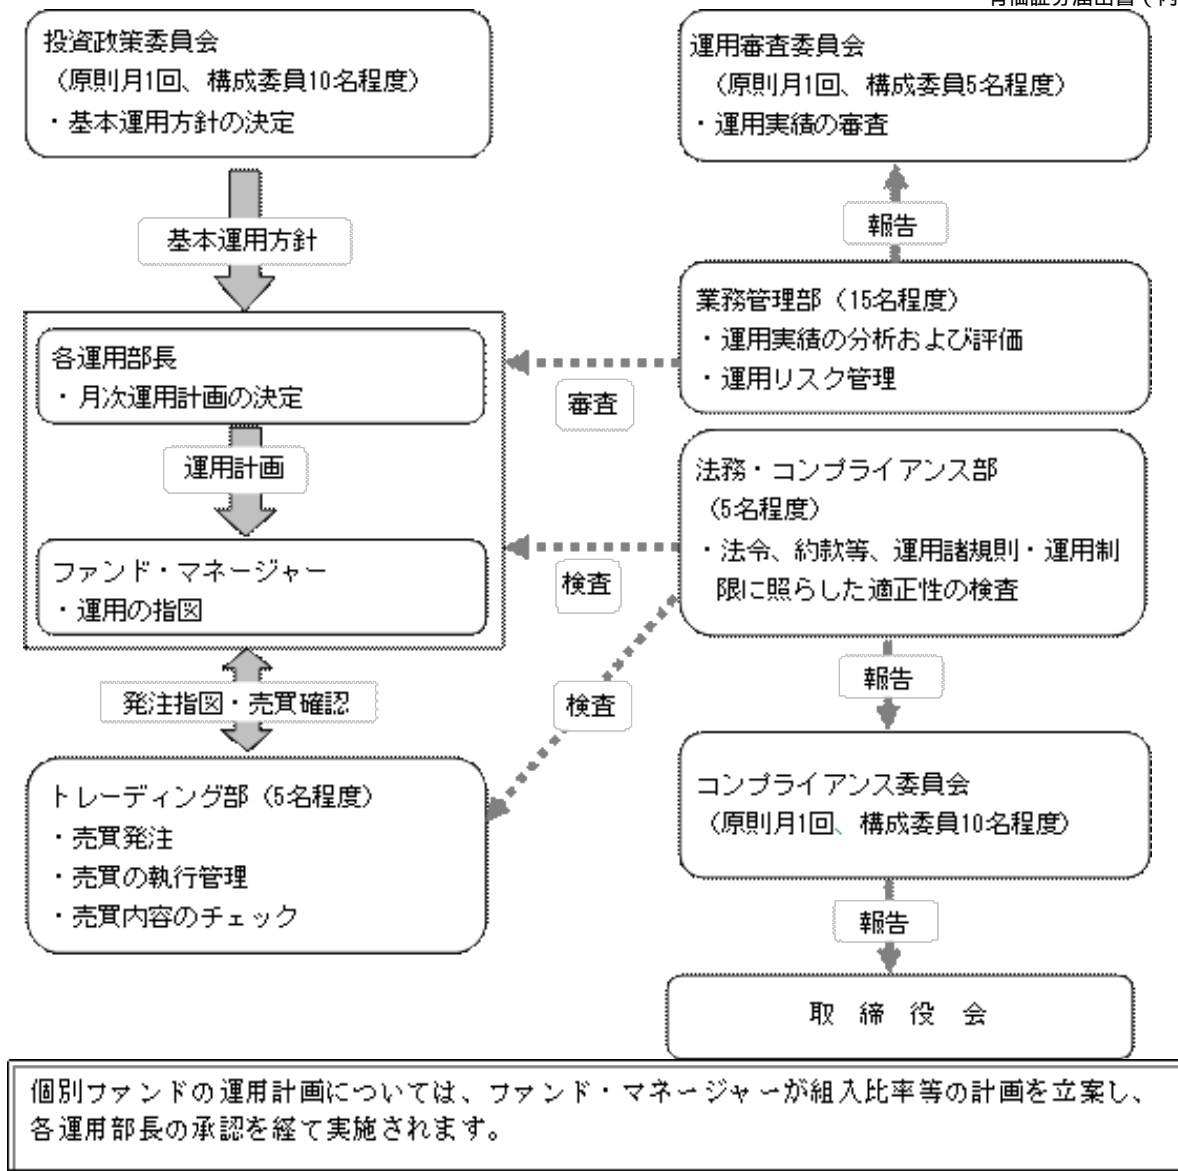 投資政策委員会
（原則月1回、構成委員10名程度）
・基本運用方針の決定
基本運用方針
各運用部長
・月次運用計画の決定
運用計画
ファンド・マネージャー
・運用の指図
発注指図・売買確認
トレーディング部（5名程度）
・売買発注
・売買の執行管理
・売買内容のチェック
運用審査委員会
（原則月1回、構成委員5名程度）
・運用実績の審査
報告
業務管理部（15名程度）
・運用実績の分析および評価
・運用リスク管理
審査
法務・コンプライアンス部
（5名程度）
・法令、約款等、運用諸規則・運用制
限に照らした適正性の検査
検査
検査
報告
コンプライアンス委員会
（原則月1回、構成委員10名程度）
報告
取　締　役　会
個別ファンドの運用計画については、ファンド・マネージャーが組入比率等の計画を立案し、
各運用部長の承認を経て実施されます。